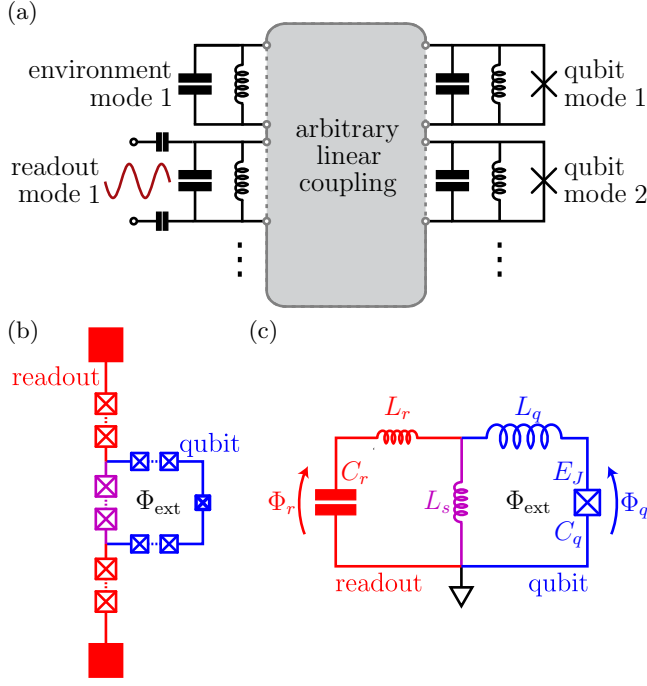 (a)
environment
mode 1
readout
mode 1
arbitrary
linear
coupling
qubit
mode 1
qubit
mode 2
(b)
readout
qubit
Φext
(c)
L_r
L_q
C_r
Φ_r
L_s
Φext
E_J
C_q
Φ_q
readout
qubit